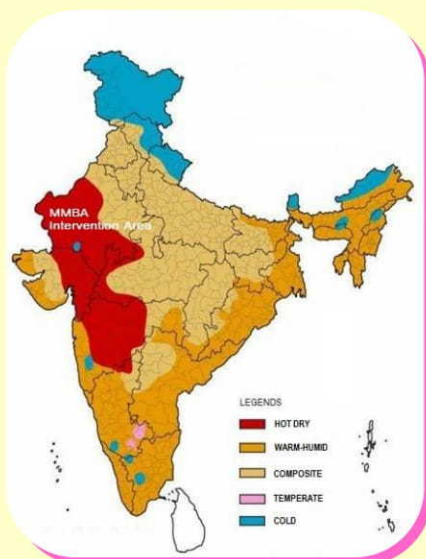 MMBA
Intervention Area
LEGENDS
HOT DRY
WARM-HUMID
COMPOSITE
TEMPERATE
COLD